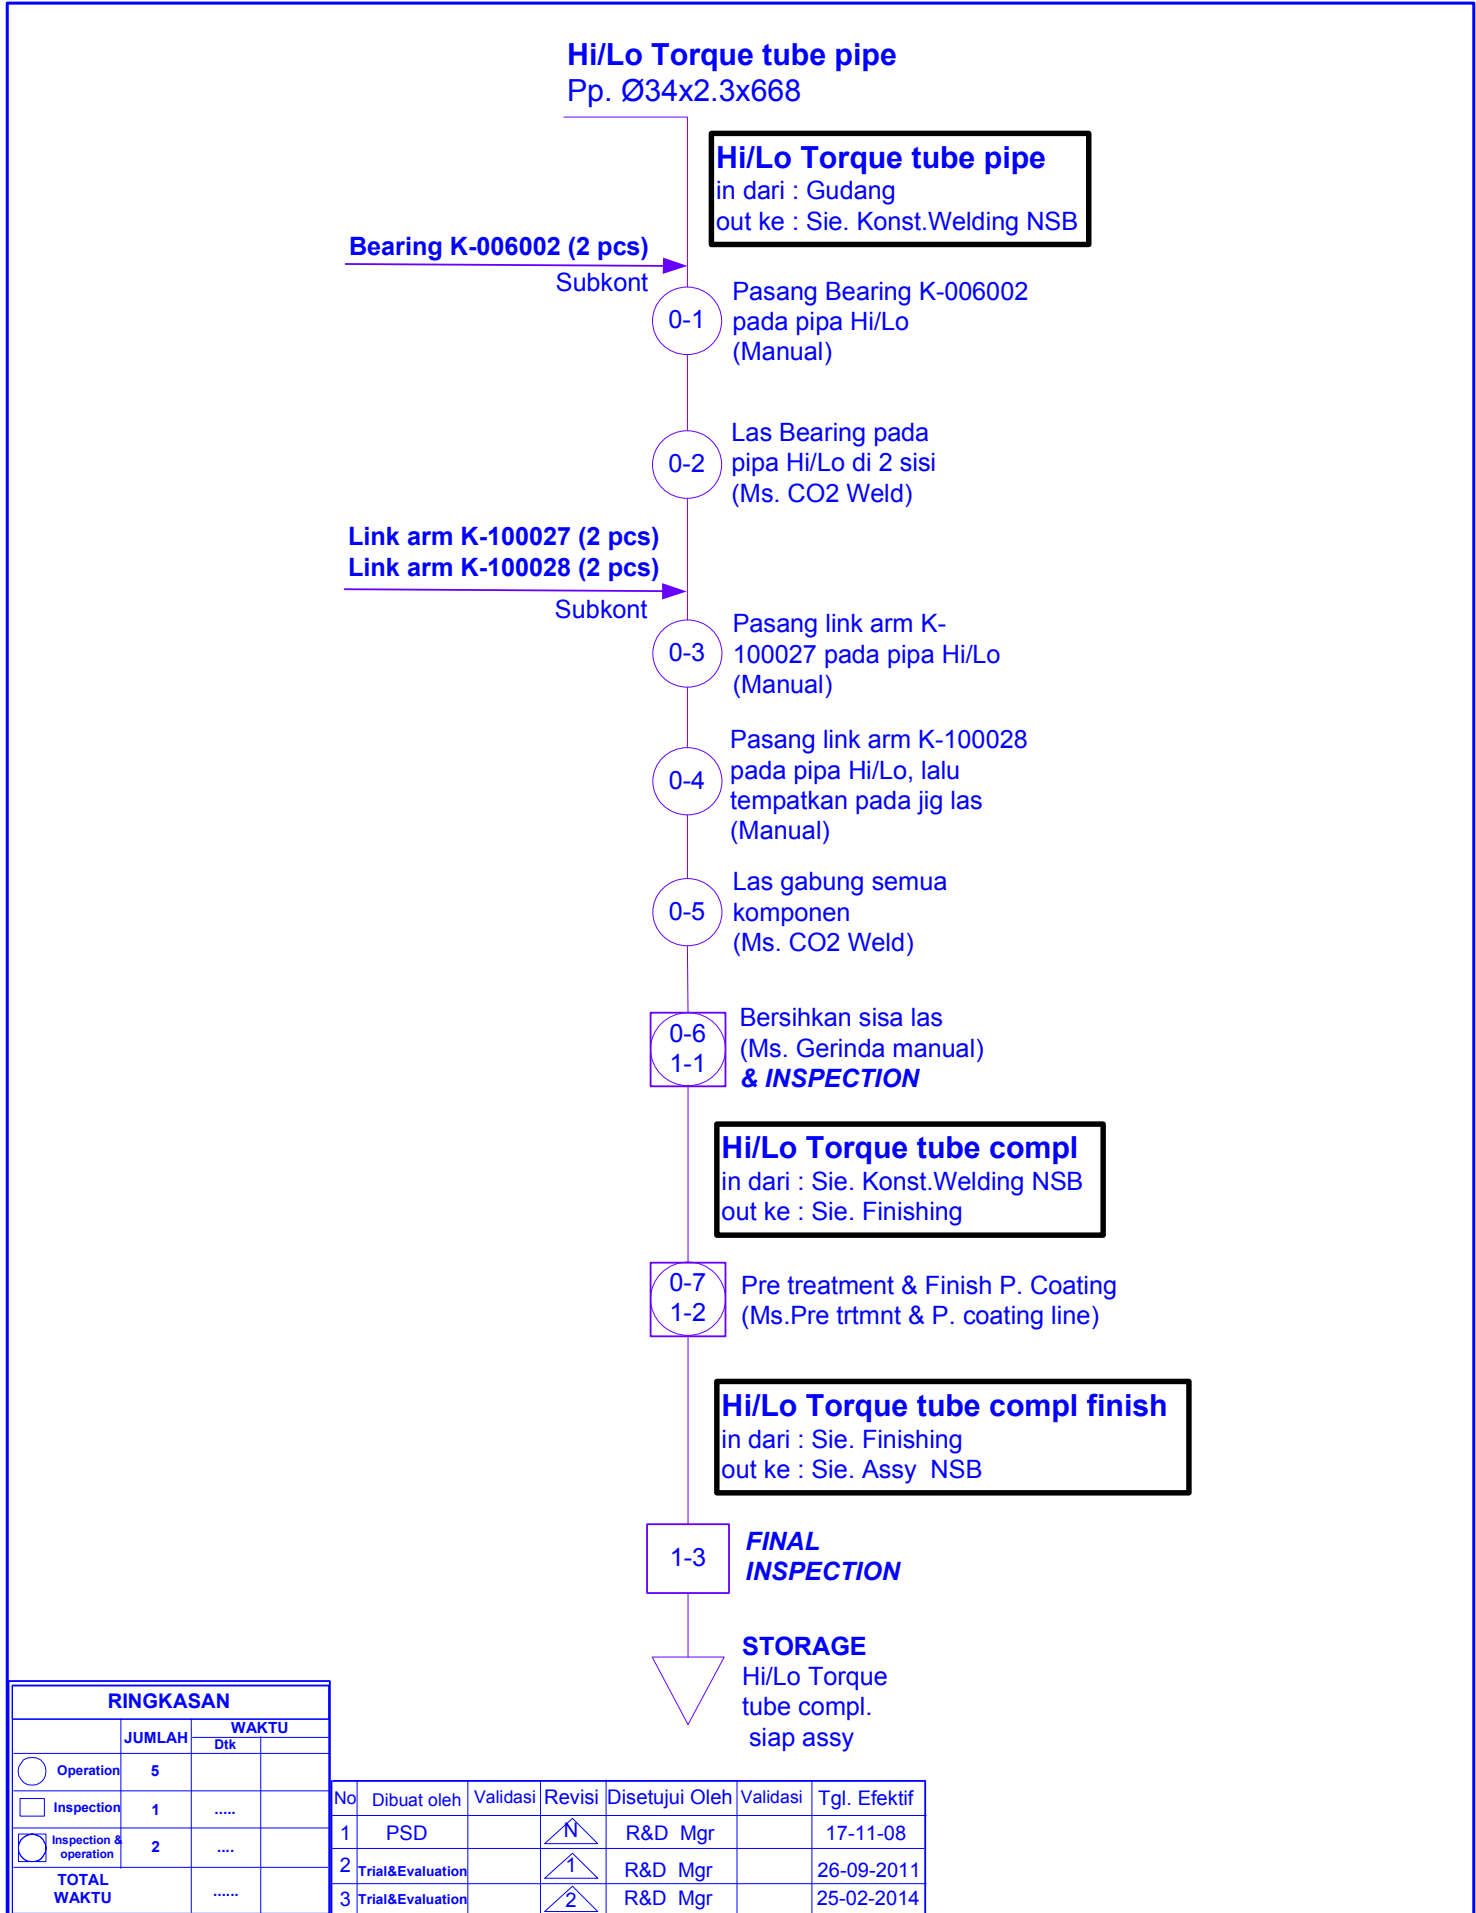 Hi/Lo Torque tube pipe
Pp. Ø34x2.3x668
Hi/Lo Torque tube pipe
in dari : Gudang
out ke : Sie. Konst.Welding NSB
Bearing K-006002 (2 pcs)
Subkont
0-1
Pasang Bearing K-006002
pada pipa Hi/Lo
(Manual)
0-2
Las Bearing pada
pipa Hi/Lo di 2 sisi
(Ms. CO2 Weld)
Link arm K-100027 (2 pcs)
Link arm K-100028 (2 pcs)
Subkont
0-3
Pasang link arm K-
100027 pada pipa Hi/Lo
(Manual)
0-4
Pasang link arm K-100028
pada pipa Hi/Lo, lalu
tempatkan pada jig las
(Manual)
0-5
Las gabung semua
komponen
(Ms. CO2 Weld)
0-6
1-1
Bersihkan sisa las
(Ms. Gerinda manual)
& INSPECTION
Hi/Lo Torque tube compl
in dari : Sie. Konst.Welding NSB
out ke : Sie. Finishing
0-7
1-2
Pre treatment & Finish P. Coating
(Ms.Pre trtmnt & P. coating line)
Hi/Lo Torque tube compl finish
in dari : Sie. Finishing
out ke : Sie. Assy NSB
1-3
FINAL
INSPECTION
STORAGE
Hi/Lo Torque
tube compl.
siap assy
RINGKASAN
JUMLAH WAKTU
Dtk
Operation 5
Inspection 1 .....
Inspection &
operation 2 ....
TOTAL
WAKTU ......
No Dibuat oleh Validasi Revisi Disetujui Oleh Validasi Tgl. Efektif
1 PSD N R&D Mgr 17-11-08
2 Trial&Evaluation 1 R&D Mgr 26-09-2011
3 Trial&Evaluation 2 R&D Mgr 25-02-2014